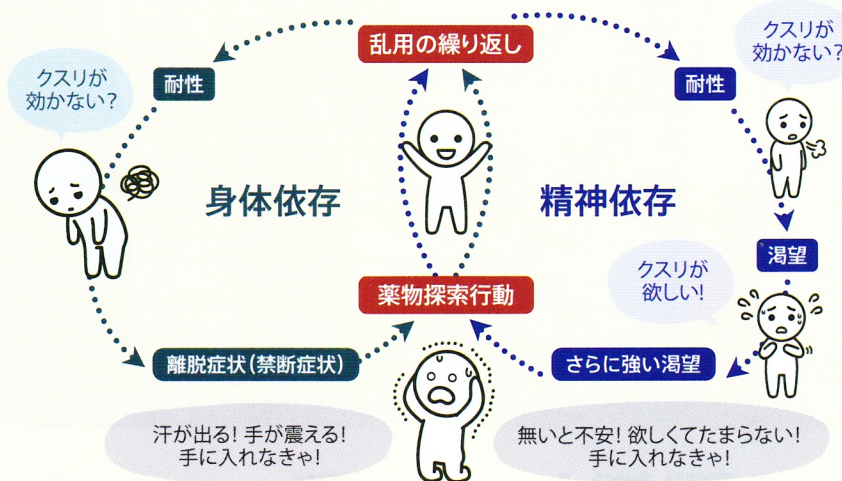 乱用の繰り返し
クスリが
効かない?
耐性
耐性
クスリが
効かない?
身体依存
精神依存
渇望
クスリが
欲しい!
薬物探索行動
離脱症状(禁断症状)
さらに強い渇望
汗が出る! 手が震える!
手に入れなきゃ!
無いと不安! 欲しくてたまらない!
手に入れなきゃ!